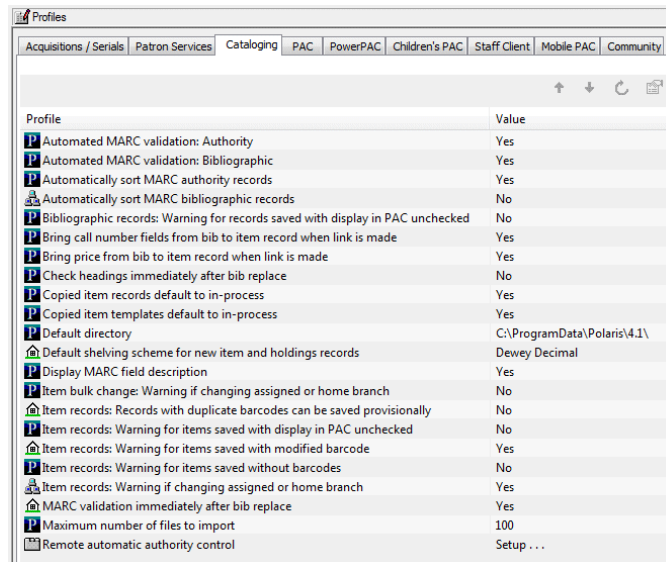 Profiles
Acquisitions / Serials Patron Services Cataloging PAC PowerPAC Children's PAC Staff Client Mobile PAC Community
Profile Value
Automated MARC validation: Authority Yes
Automated MARC validation: Bibliographic Yes
Automatically sort MARC authority records Yes
Automatically sort MARC bibliographic records No
Bibliographic records: Warning for records saved with display in PAC unchecked No
Bring call number fields from bib to item record when link is made Yes
Bring price from bib to item record when link is made Yes
Check headings immediately after bib replace No
Copied item records default to in-process Yes
Copied item templates default to in-process Yes
Default directory C:\ProgramData\Polaris\4.1\
Default shelving scheme for new item and holdings records Dewey Decimal
Display MARC field description Yes
Item bulk change: Warning if changing assigned or home branch No
Item records: Records with duplicate barcodes can be saved provisionally No
Item records: Warning for items saved with display in PAC unchecked No
Item records: Warning for items saved with modified barcode Yes
Item records: Warning for items saved without barcodes No
Item records: Warning if changing assigned or home branch Yes
MARC validation immediately after bib replace Yes
Maximum number of files to import 100
Remote automatic authority control Setup . . .